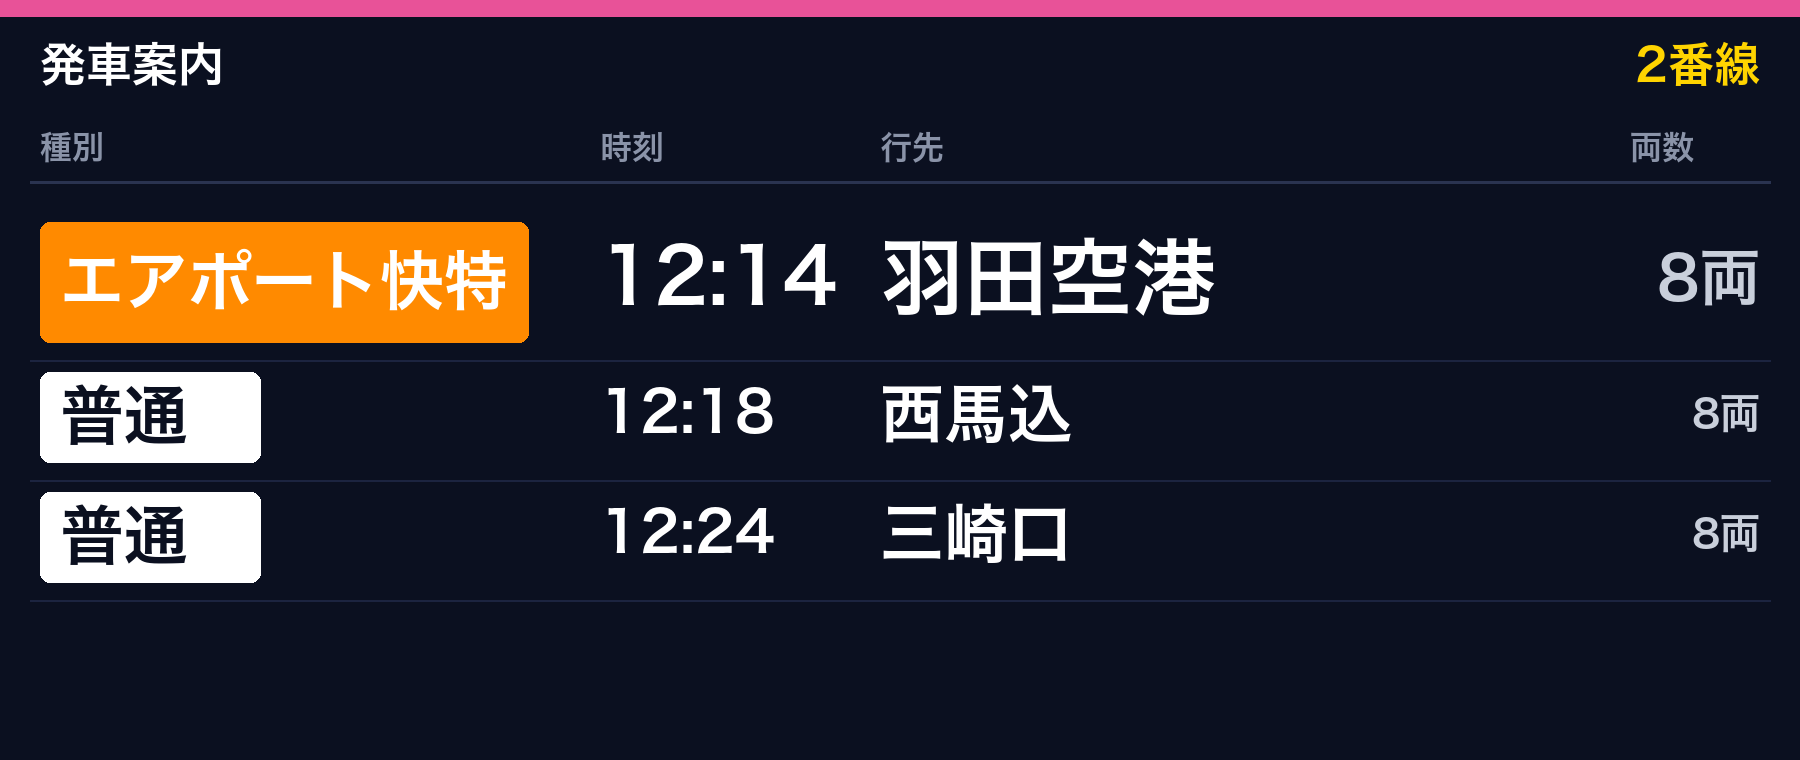 発車案内 2番線
種別 時刻 行先 両数
エアポート快特 12:14 羽田空港 8両
普通 12:18 西馬込 8両
普通 12:24 三崎口 8両